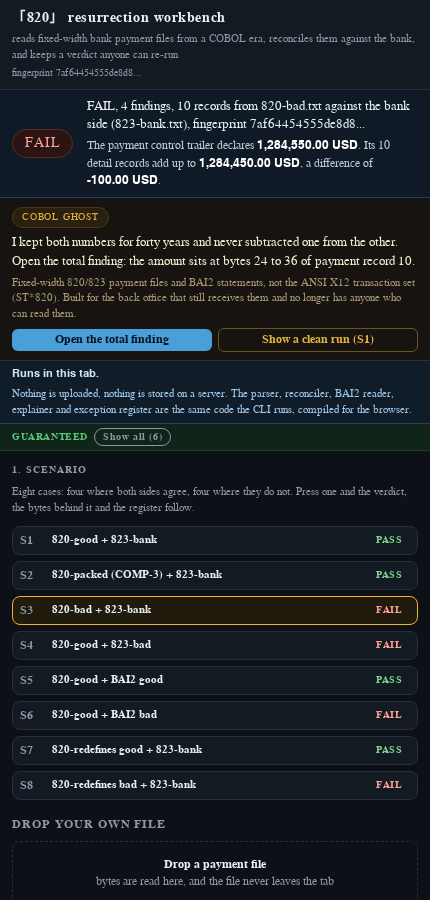 「820」 resurrection workbench
reads fixed-width bank payment files from a COBOL era, reconciles them against the bank,
and keeps a verdict anyone can re-run
fingerprint 7af64454555de8d8...
FAIL
FAIL, 4 findings, 10 records from 820-bad.txt against the bank
side (823-bank.txt), fingerprint 7af64454555de8d8...
The payment control trailer declares 1,284,550.00 USD. Its 10
detail records add up to 1,284,450.00 USD, a difference of
-100.00 USD.
COBOL GHOST
I kept both numbers for forty years and never subtracted one from the other.
Open the total finding: the amount sits at bytes 24 to 36 of payment record 10.
Fixed-width 820/823 payment files and BAI2 statements, not the ANSI X12 transaction set
(ST*820). Built for the back office that still receives them and no longer has anyone who
can read them.
Open the total finding
Show a clean run (S1)
Runs in this tab.
Nothing is uploaded, nothing is stored on a server. The parser, reconciler, BAI2 reader,
explainer and exception register are the same code the CLI runs, compiled for the browser.
GUARANTEED Show all (6)
1. SCENARIO
Eight cases: four where both sides agree, four where they do not. Press one and the verdict,
the bytes behind it and the register follow.
S1 820-good + 823-bank PASS
S2 820-packed (COMP-3) + 823-bank PASS
S3 820-bad + 823-bank FAIL
S4 820-good + 823-bad FAIL
S5 820-good + BAI2 good PASS
S6 820-good + BAI2 bad FAIL
S7 820-redefines good + 823-bank PASS
S8 820-redefines bad + 823-bank FAIL
DROP YOUR OWN FILE
Drop a payment file
bytes are read here, and the file never leaves the tab